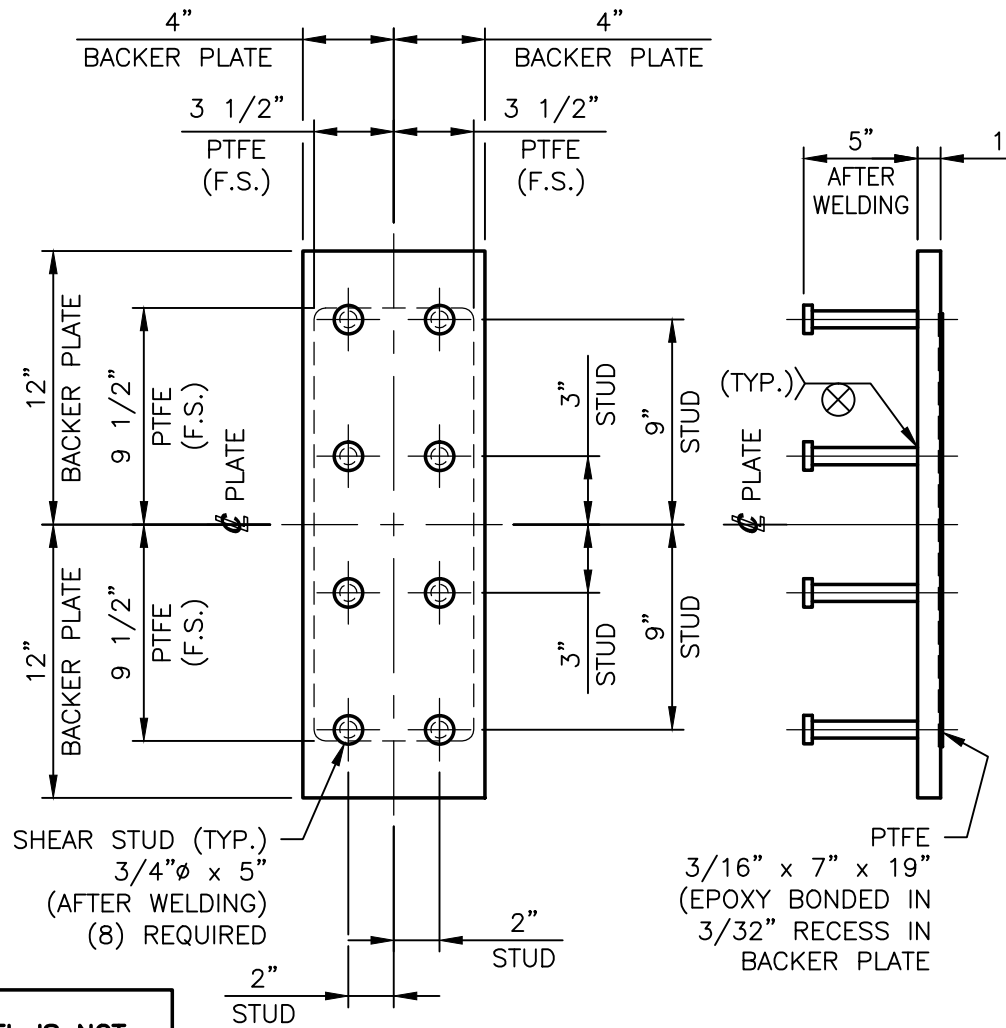 4"
BACKER PLATE
4"
BACKER PLATE
3 1/2"
PTFE
(F.S.)
3 1/2"
PTFE
(F.S.)
5"
AFTER
WELDING
1
12"
BACKER PLATE
9 1/2"
PTFE
(F.S.)
℄ PLATE
3"
STUD
9"
STUD
(TYP.)
℄ PLATE
12"
BACKER PLATE
9 1/2"
PTFE
(F.S.)
3"
STUD
9"
STUD
SHEAR STUD (TYP.)
3/4"ø x 5"
(AFTER WELDING)
(8) REQUIRED
PTFE
3/16" x 7" x 19"
(EPOXY BONDED IN
3/32" RECESS IN
BACKER PLATE
2"
STUD
2"
STUD